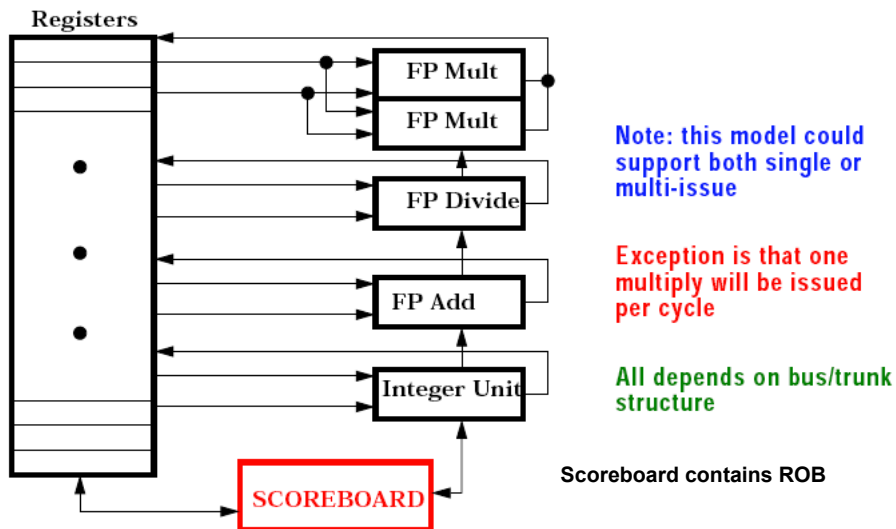 Registers
FP Mult
FP Mult
FP Divide
FP Add
Integer Unit
SCOREBOARD
Note: this model could
support both single or
multi-issue
Exception is that one
multiply will be issued
per cycle
All depends on bus/trunk
structure
Scoreboard contains ROB